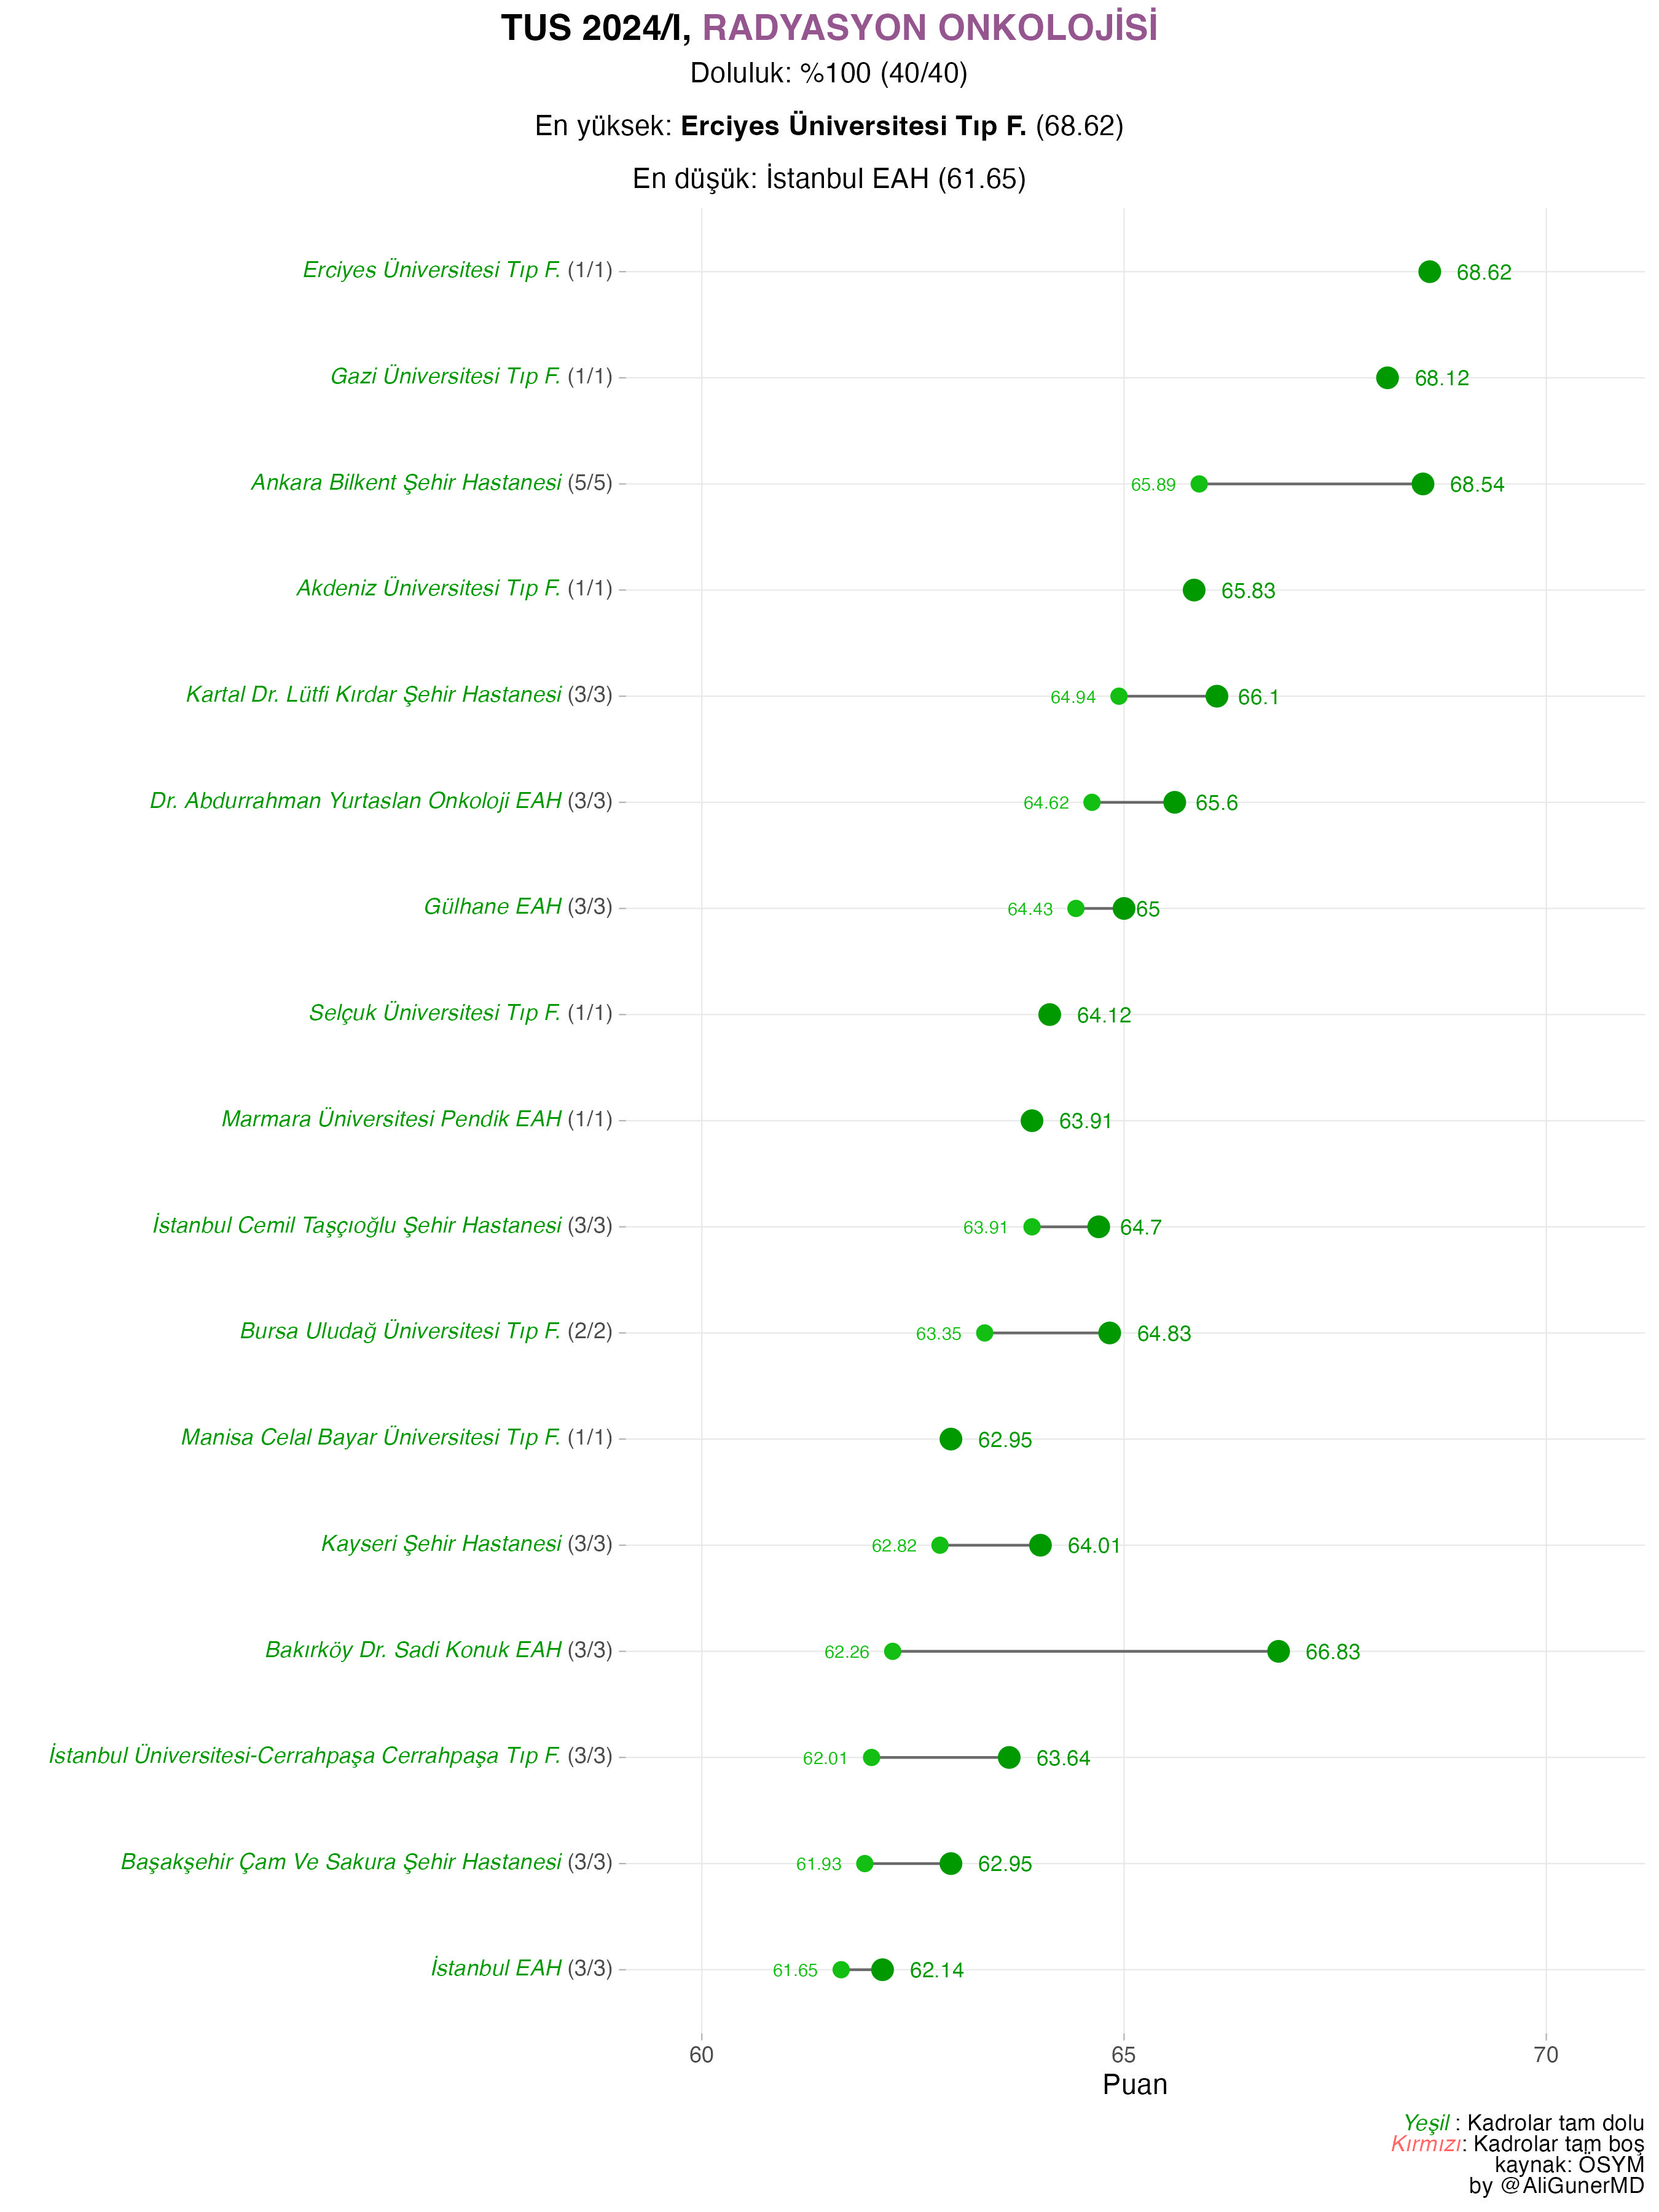 TUS 2024/I, RADYASYON ONKOLOJİSİ
Doluluk: %100 (40/40)
En yüksek: Erciyes Üniversitesi Tıp F. (68.62)
En düşük: İstanbul EAH (61.65)
Erciyes Üniversitesi Tıp F. (1/1) 68.62
Gazi Üniversitesi Tıp F. (1/1) 68.12
Ankara Bilkent Şehir Hastanesi (5/5) 65.89 68.54
Akdeniz Üniversitesi Tıp F. (1/1) 65.83
Kartal Dr. Lütfi Kırdar Şehir Hastanesi (3/3) 64.94 66.1
Dr. Abdurrahman Yurtaslan Onkoloji EAH (3/3) 64.62 65.6
Gülhane EAH (3/3) 64.43 65
Selçuk Üniversitesi Tıp F. (1/1) 64.12
Marmara Üniversitesi Pendik EAH (1/1) 63.91
İstanbul Cemil Taşçıoğlu Şehir Hastanesi (3/3) 63.91 64.7
Bursa Uludağ Üniversitesi Tıp F. (2/2) 63.35 64.83
Manisa Celal Bayar Üniversitesi Tıp F. (1/1) 62.95
Kayseri Şehir Hastanesi (3/3) 62.82 64.01
Bakırköy Dr. Sadi Konuk EAH (3/3) 62.26 66.83
İstanbul Üniversitesi-Cerrahpaşa Cerrahpaşa Tıp F. (3/3) 62.01 63.64
Başakşehir Çam Ve Sakura Şehir Hastanesi (3/3) 61.93 62.95
İstanbul EAH (3/3) 61.65 62.14
60 65 70
Puan
Yeşil : Kadrolar tam dolu
Kırmızı: Kadrolar tam boş
kaynak: ÖSYM
by @AliGunerMD